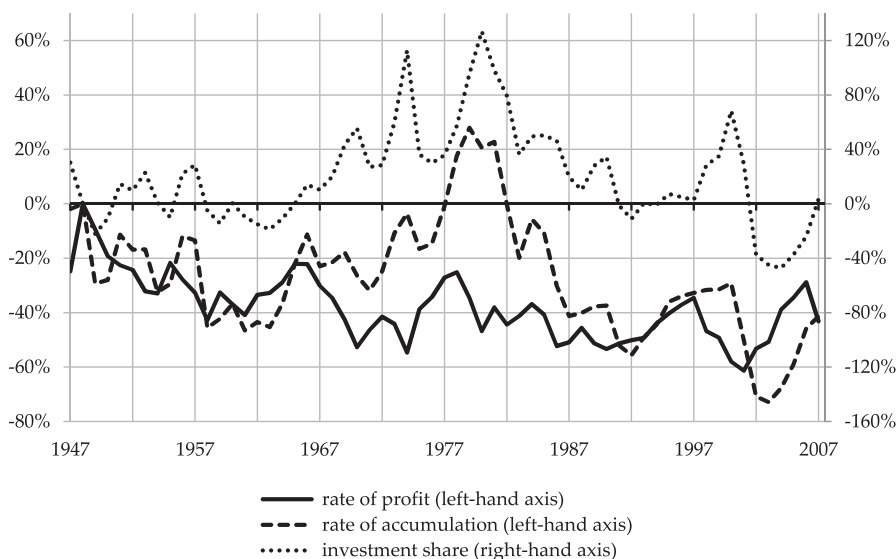 60% 120%
40% 80%
20% 40%
0% 0%
-20% -40%
-40% -80%
-60% -120%
-80% -160%
1947 1957 1967 1977 1987 1997 2007
rate of profit (left-hand axis)
rate of accumulation (left-hand axis)
investment share (right-hand axis)